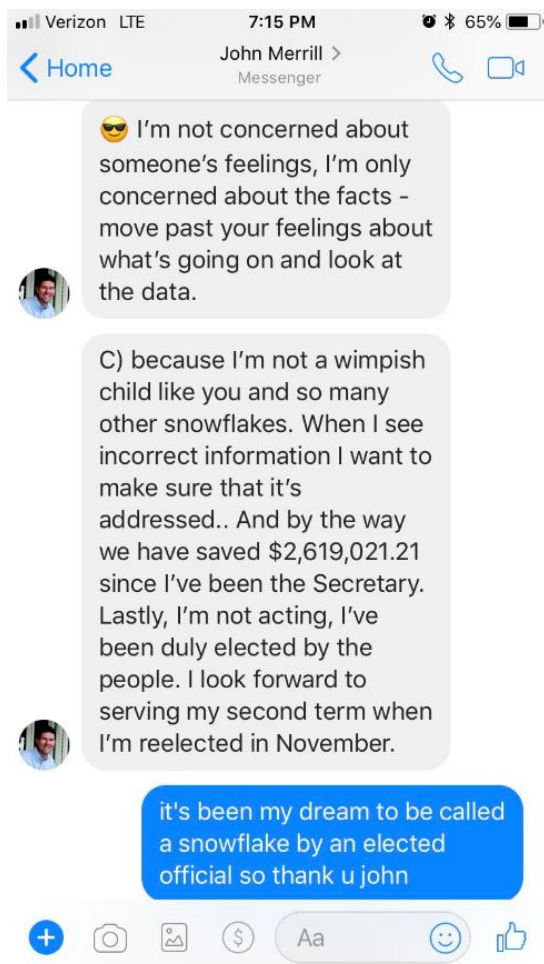 Verizon LTE 7:15 PM 65%
Home
John Merrill
Messenger
😎 I’m not concerned about
someone’s feelings, I’m only
concerned about the facts -
move past your feelings about
what’s going on and look at
the data.
C) because I’m not a wimpish
child like you and so many
other snowflakes. When I see
incorrect information I want to
make sure that it’s
addressed.. And by the way
we have saved $2,619,021.21
since I’ve been the Secretary.
Lastly, I’m not acting, I’ve
been duly elected by the
people. I look forward to
serving my second term when
I’m reelected in November.
it's been my dream to be called
a snowflake by an elected
official so thank u john
Aa